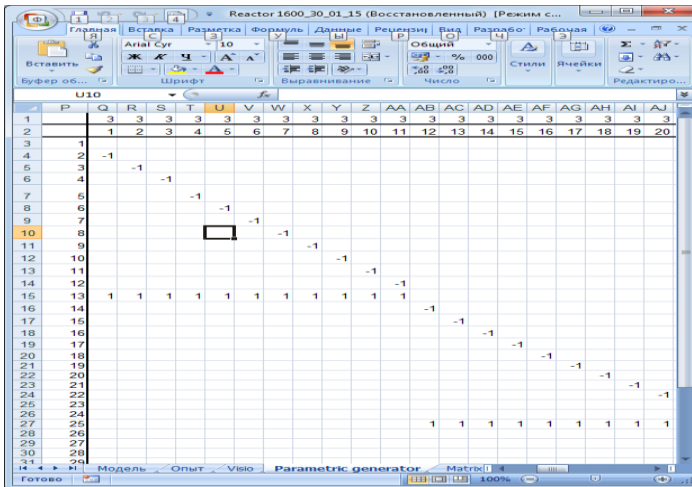 Reactor1600_30_01_15 (Восстановленный) [Режим с...
1 4
Главная Вставка Разметка Формулы Данные Рецензи Вид Разработ Рабочая
Я С З У Ы Р О Ч Э
Вставить Arial Cyr 10 Общий Стили Ячейки Σ
Ж К Ч A A % 000
Буфер об... Шрифт Выравнивание Число Редактиро...
U10 fx
P Q R S T U V W X Y Z AA AB AC AD AE AF AG AH AI AJ
1 3 3 3 3 3 3 3 3 3 3 3 3 3 3 3 3 3 3 3 3
2 1 2 3 4 5 6 7 8 9 10 11 12 13 14 15 16 17 18 19 20
3 1
4 2 -1
5 3 -1
6 4 -1
7 5 -1
8 6 -1
9 7 -1
10 8 -1
11 9 -1
12 10 -1
13 11 -1
14 12 -1
15 13 1 1 1 1 1 1 1 1 1 1 1
16 14 -1
17 15 -1
18 16 -1
19 17 -1
20 18 -1
21 19 -1
22 20 -1
23 21 -1
24 22 -1
25 23
26 24
27 25 1 1 1 1 1 1 1 1 1
28 26
29 27
30 28
31 29
Модель Опыт Visio Parametric generator Matrix
Готово 100%